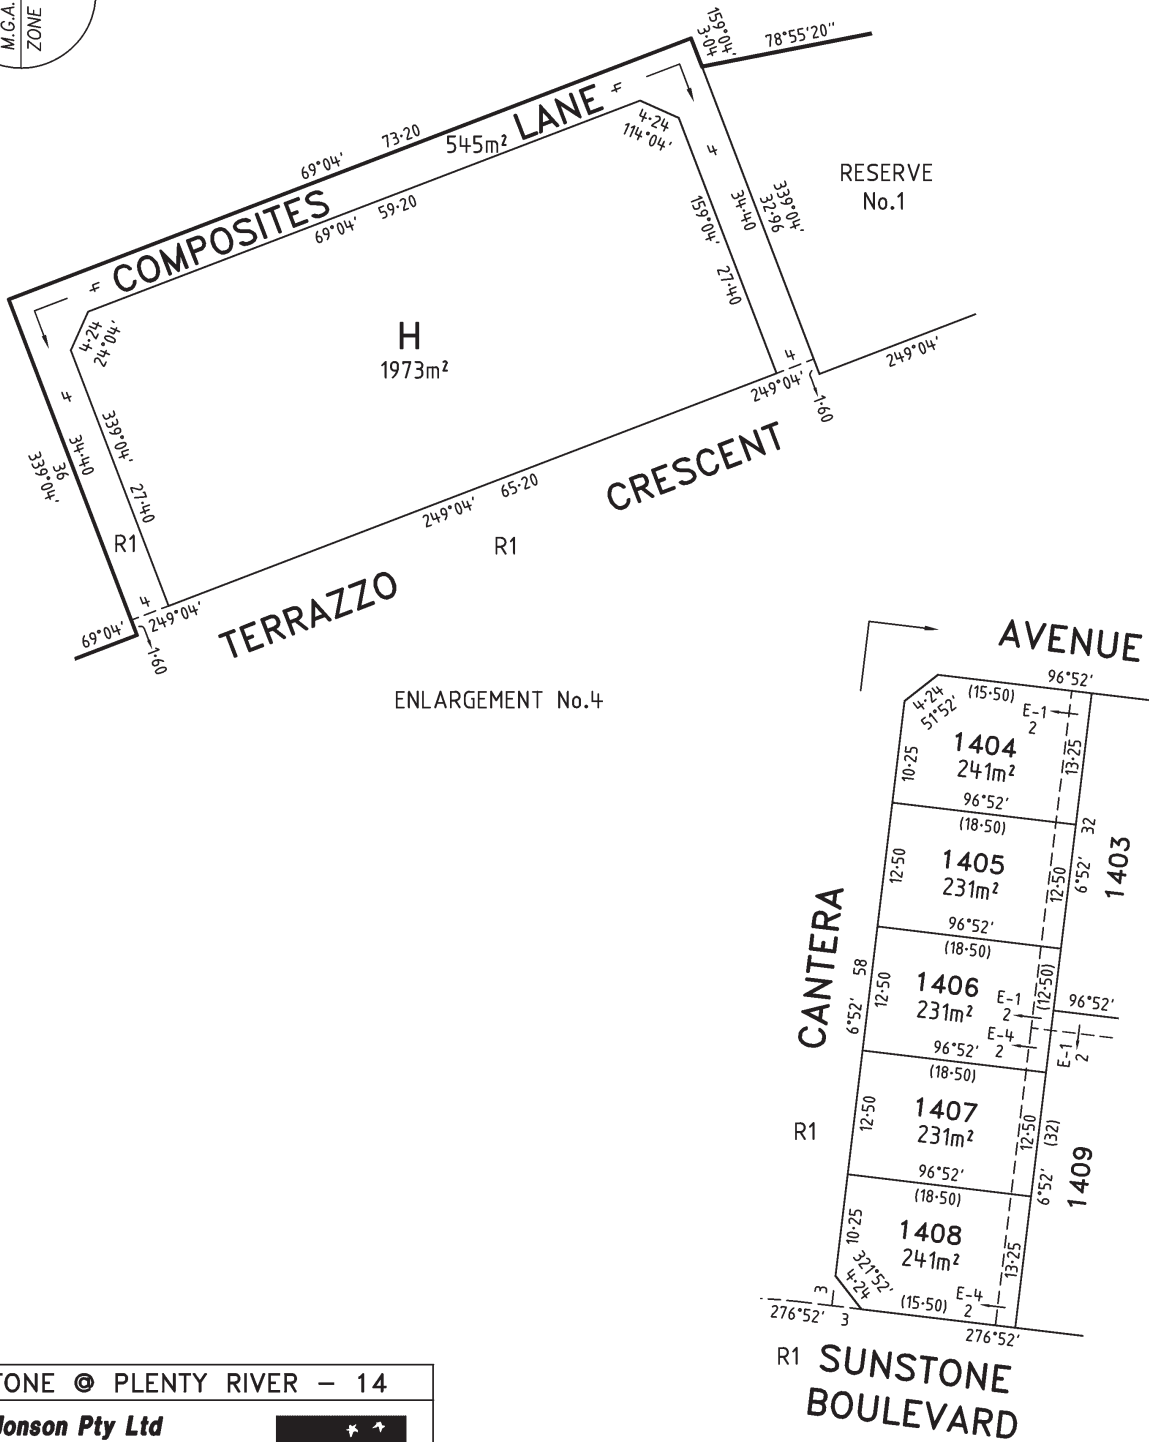 M.G.A.
ZONE
159°04'
3·04
78°55'20"
69°04'
73·20
COMPOSITES
545m²
LANE
4
4·24
114°04'
4
69°04'
59·20
RESERVE
No.1
159°04'
27·40
34·40
339°04'
32·96
4
4·24
24°04'
H
1973m²
4
249°04'
4
249°04'
1·60
339°04'
27·40
34·40
36
339°04'
R1
249°04'
65·20
CRESCENT
R1
TERRAZZO
4
69°04'
249°04'
1·60
ENLARGEMENT No.4
AVENUE
96°52'
(15·50)
4·24
51°52'
E-1
2
1404
241m²
10·25
13·25
96°52'
(18·50)
32
1405
231m²
12·50
12·50
6°52'
1403
96°52'
(18·50)
CANTERA
58
6°52'
1406
231m²
12·50
(12·50)
E-1
2
96°52'
E-4
2
E-1
2
96°52'
(18·50)
1407
231m²
12·50
12·50
(32)
R1
6°52'
1409
96°52'
(18·50)
1408
241m²
10·25
13·25
321°52'
4·24
E-4
2
(15·50)
3
276°52'
3
276°52'
R1
SUNSTONE
BOULEVARD
TONE @ PLENTY RIVER – 14
Jonson Pty Ltd